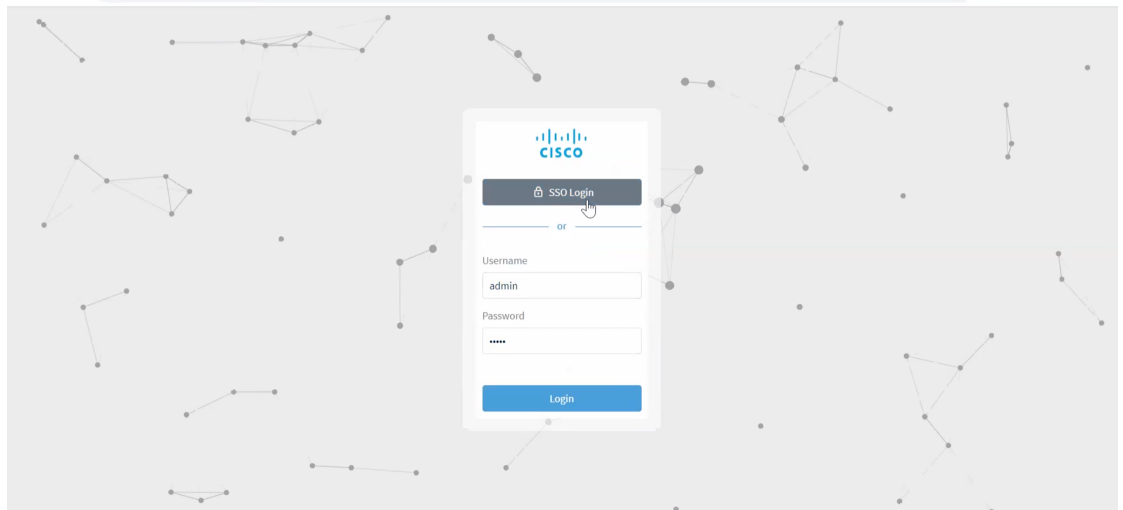 CISCO
SSO Login
or
Username
admin
Password
•••••
Login